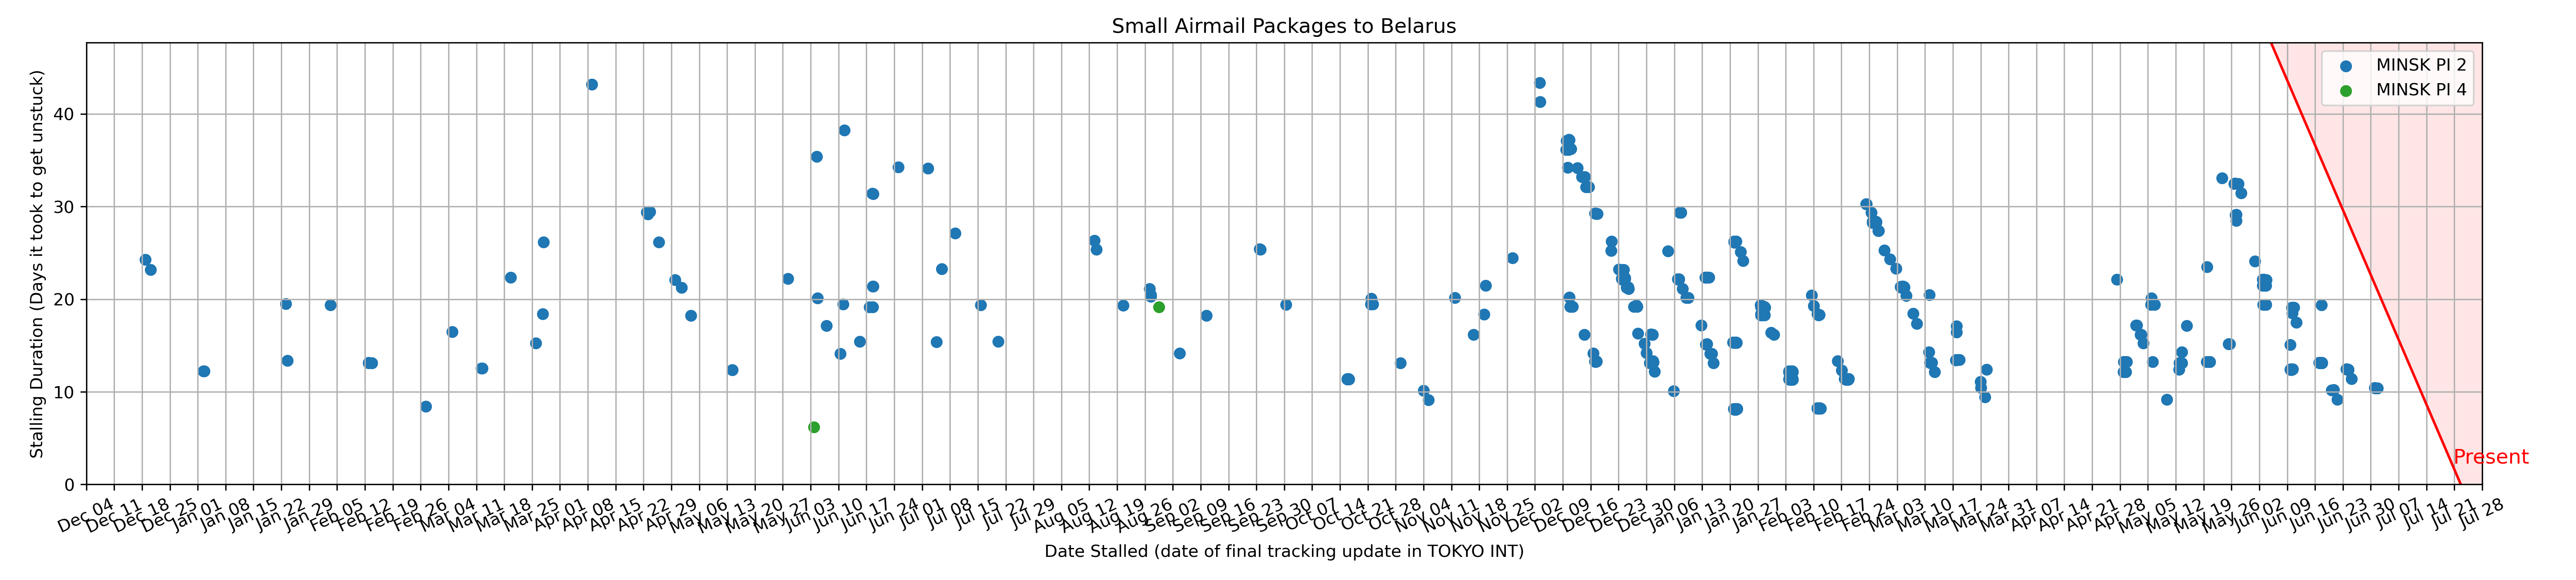 Small Airmail Packages to Belarus
MINSK PI 2
MINSK PI 4
Stalling Duration (Days it took to get unstuck)
40
30
20
10
0
Present
Dec 04 Dec 11 Dec 18 Dec 25 Jan 01 Jan 08 Jan 15 Jan 22 Jan 29 Feb 05 Feb 12 Feb 19 Feb 26 Mar 04 Mar 11 Mar 18 Mar 25 Apr 01 Apr 08 Apr 15 Apr 22 Apr 29 May 06 May 13 May 20 May 27 Jun 03 Jun 10 Jun 17 Jun 24 Jul 01 Jul 08 Jul 15 Jul 22 Jul 29 Aug 05 Aug 12 Aug 19 Aug 26 Sep 02 Sep 09 Sep 16 Sep 23 Sep 30 Oct 07 Oct 14 Oct 21 Oct 28 Nov 04 Nov 11 Nov 18 Nov 25 Dec 02 Dec 09 Dec 16 Dec 23 Dec 30 Jan 06 Jan 13 Jan 20 Jan 27 Feb 03 Feb 10 Feb 17 Feb 24 Mar 03 Mar 10 Mar 17 Mar 24 Mar 31 Apr 07 Apr 14 Apr 21 Apr 28 May 05 May 12 May 19 May 26 Jun 02 Jun 09 Jun 16 Jun 23 Jun 30 Jul 07 Jul 14 Jul 21 Jul 28
Date Stalled (date of final tracking update in TOKYO INT)